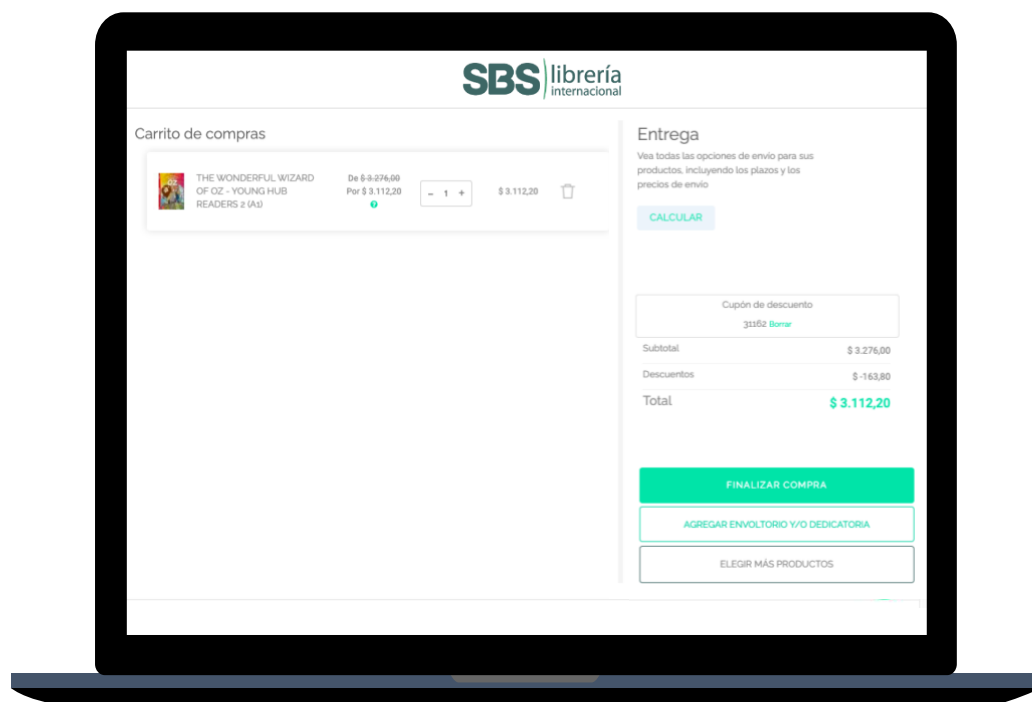 SBS librería
internacional
Carrito de compras
THE WONDERFUL WIZARD
OF OZ - YOUNG HUB
READERS 2 (A1)
De $ 3.276,00
Por $ 3.112,20
?
- 1 +
$ 3.112,20
Entrega
Vea todas las opciones de envío para sus
productos, incluyendo los plazos y los
precios de envío
CALCULAR
Cupón de descuento
31162 Borrar
Subtotal $ 3.276,00
Descuentos $ -163,80
Total $ 3.112,20
FINALIZAR COMPRA
AGREGAR ENVOLTORIO Y/O DEDICATORIA
ELEGIR MÁS PRODUCTOS